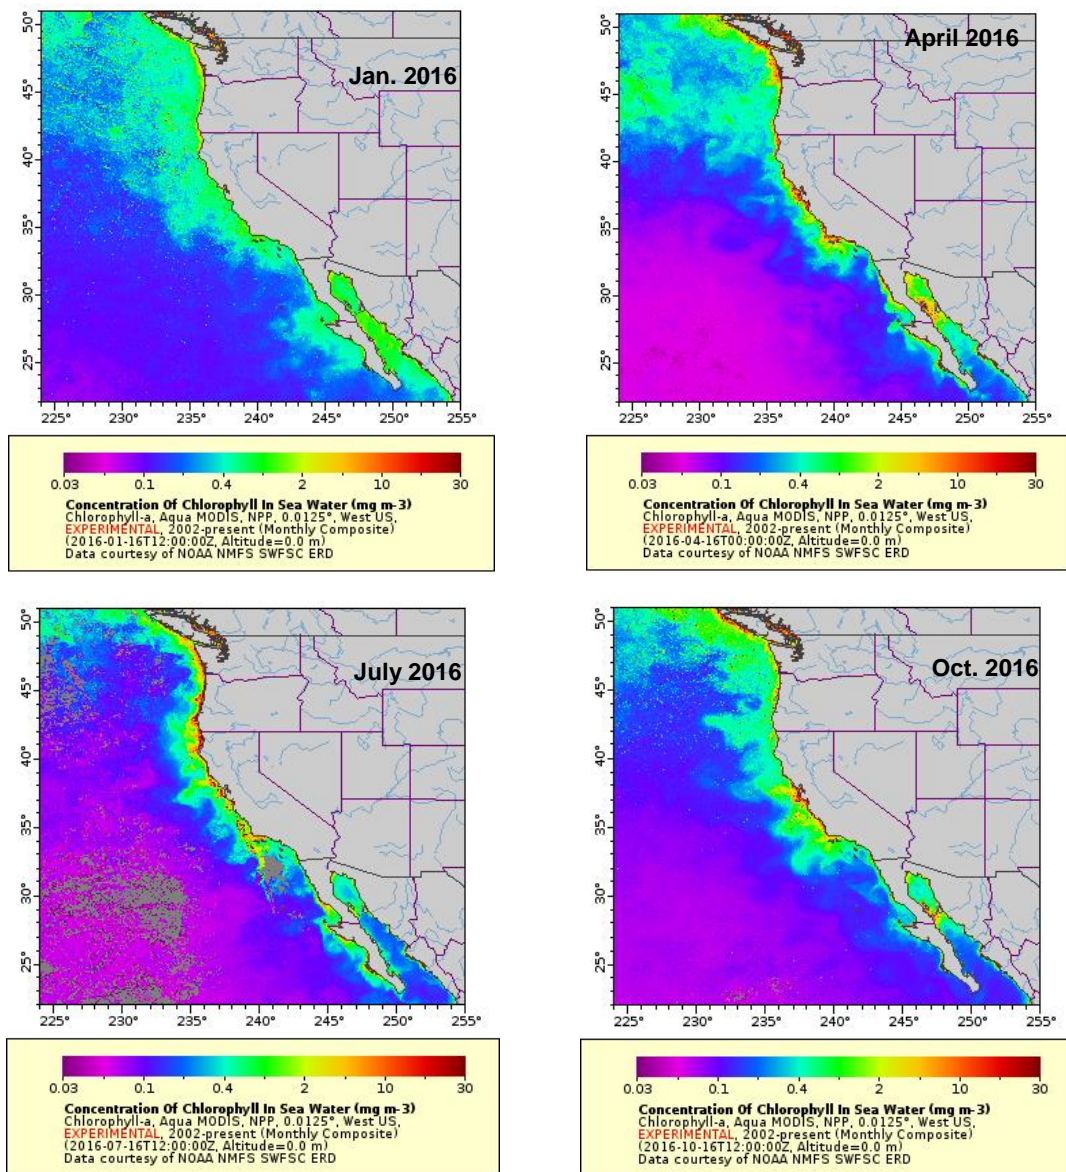 Jan. 2016
50°
45°
40°
35°
30°
25°
225° 230° 235° 240° 245° 250° 255°
0.03 0.1 0.4 2 10 30
Concentration Of Chlorophyll In Sea Water (mg m-3)
Chlorophyll-a, Aqua MODIS, NPP, 0.0125°, West US,
EXPERIMENTAL, 2002-present (Monthly Composite)
(2016-01-16T12:00:00Z, Altitude=0.0 m)
Data courtesy of NOAA NMFS SWFSC ERD
April 2016
50°
45°
40°
35°
30°
25°
225° 230° 235° 240° 245° 250° 255°
0.03 0.1 0.4 2 10 30
Concentration Of Chlorophyll In Sea Water (mg m-3)
Chlorophyll-a, Aqua MODIS, NPP, 0.0125°, West US,
EXPERIMENTAL, 2002-present (Monthly Composite)
(2016-04-16T00:00:00Z, Altitude=0.0 m)
Data courtesy of NOAA NMFS SWFSC ERD
July 2016
50°
45°
40°
35°
30°
25°
225° 230° 235° 240° 245° 250° 255°
0.03 0.1 0.4 2 10 30
Concentration Of Chlorophyll In Sea Water (mg m-3)
Chlorophyll-a, Aqua MODIS, NPP, 0.0125°, West US,
EXPERIMENTAL, 2002-present (Monthly Composite)
(2016-07-16T12:00:00Z, Altitude=0.0 m)
Data courtesy of NOAA NMFS SWFSC ERD
Oct. 2016
50°
45°
40°
35°
30°
25°
225° 230° 235° 240° 245° 250° 255°
0.03 0.1 0.4 2 10 30
Concentration Of Chlorophyll In Sea Water (mg m-3)
Chlorophyll-a, Aqua MODIS, NPP, 0.0125°, West US,
EXPERIMENTAL, 2002-present (Monthly Composite)
(2016-10-16T12:00:00Z, Altitude=0.0 m)
Data courtesy of NOAA NMFS SWFSC ERD